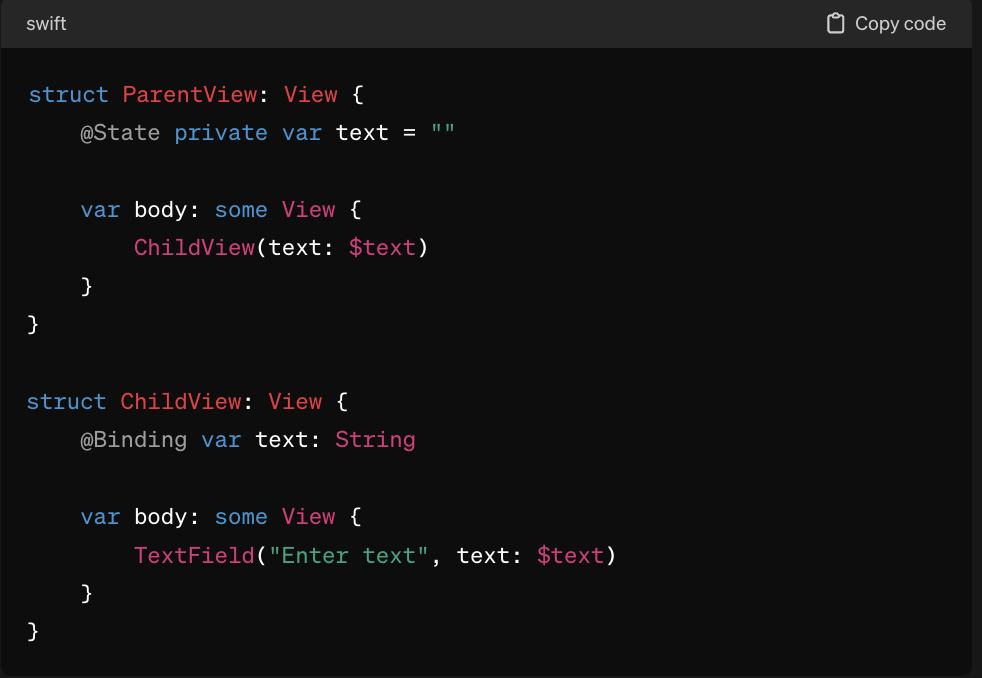 swift
Copy code
struct ParentView: View {
    @State private var text = ""
    var body: some View {
        ChildView(text: $text)
    }
}
struct ChildView: View {
    @Binding var text: String
    var body: some View {
        TextField("Enter text", text: $text)
    }
}